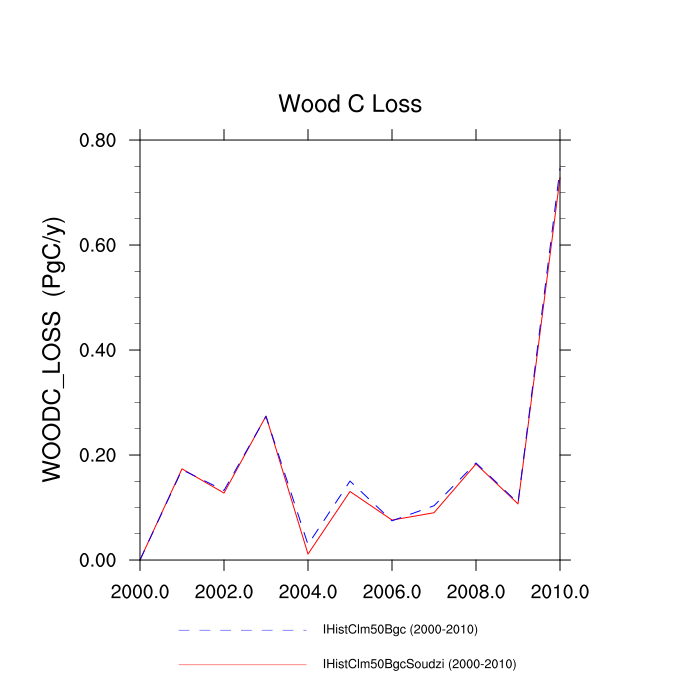 Wood C Loss
WOODC_LOSS (PgC/y)
0.80
0.60
0.40
0.20
0.00
2000.0 2002.0 2004.0 2006.0 2008.0 2010.0
IHistClm50Bgc (2000-2010)
IHistClm50BgcSoudzi (2000-2010)